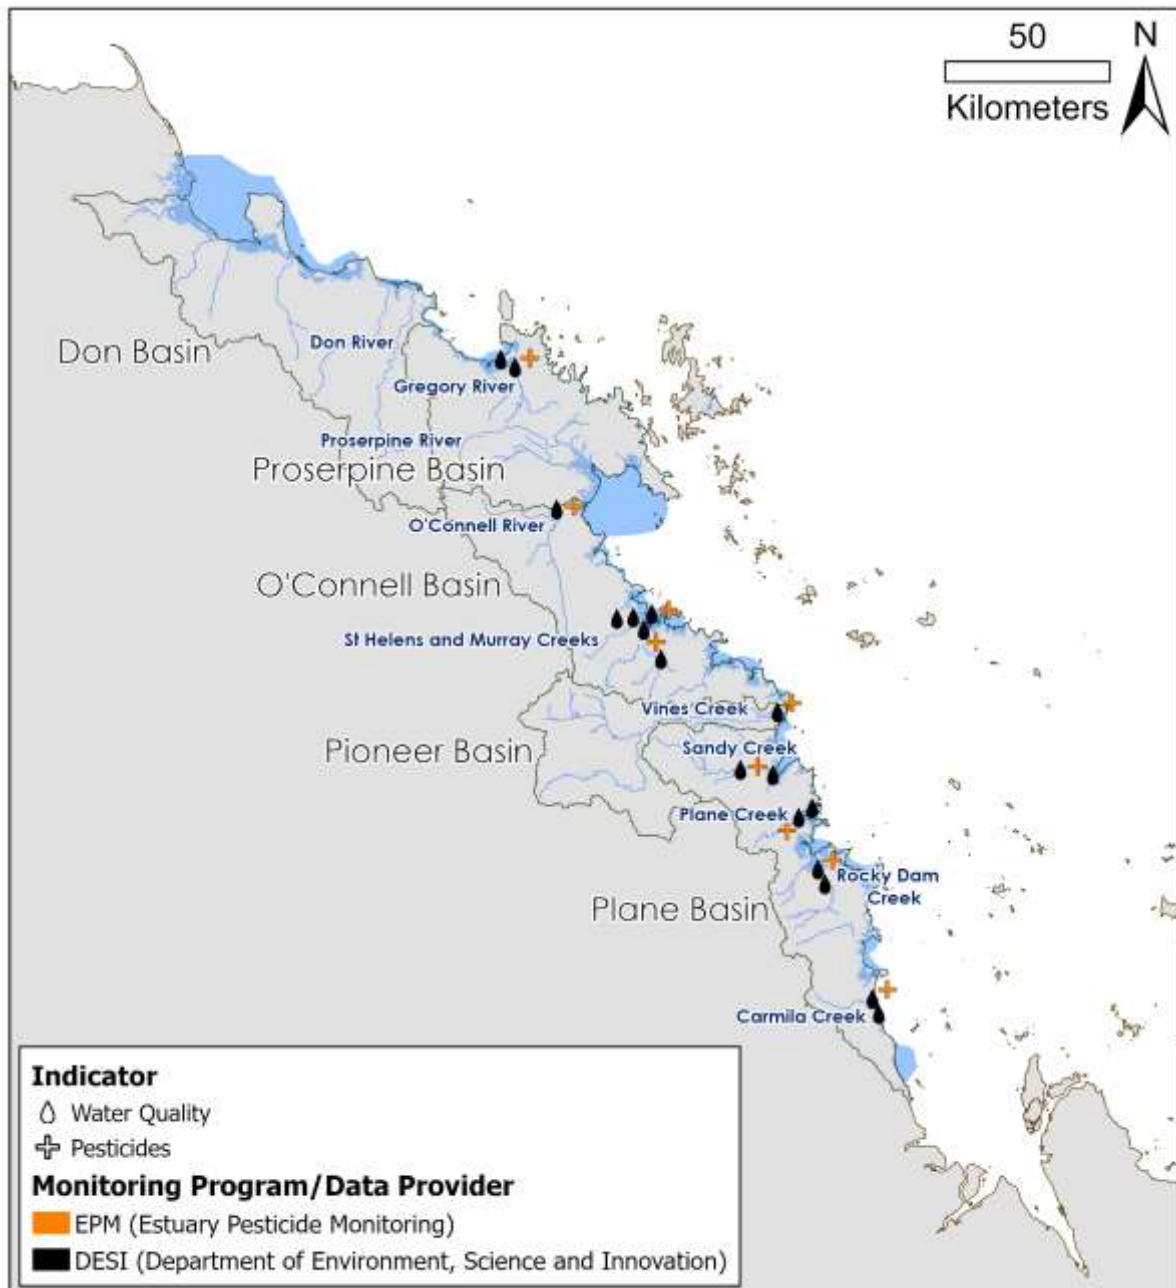 50
N
Kilometers
Don Basin
Don River
Gregory River
Proserpine River
Proserpine Basin
O'Connell River
O'Connell Basin
St Helens and Murray Creeks
Vines Creek
Pioneer Basin
Sandy Creek
Plane Creek
Rocky Dam
Creek
Plane Basin
Carmila Creek
Indicator
Water Quality
Pesticides
Monitoring Program/Data Provider
EPM (Estuary Pesticide Monitoring)
DESI (Department of Environment, Science and Innovation)